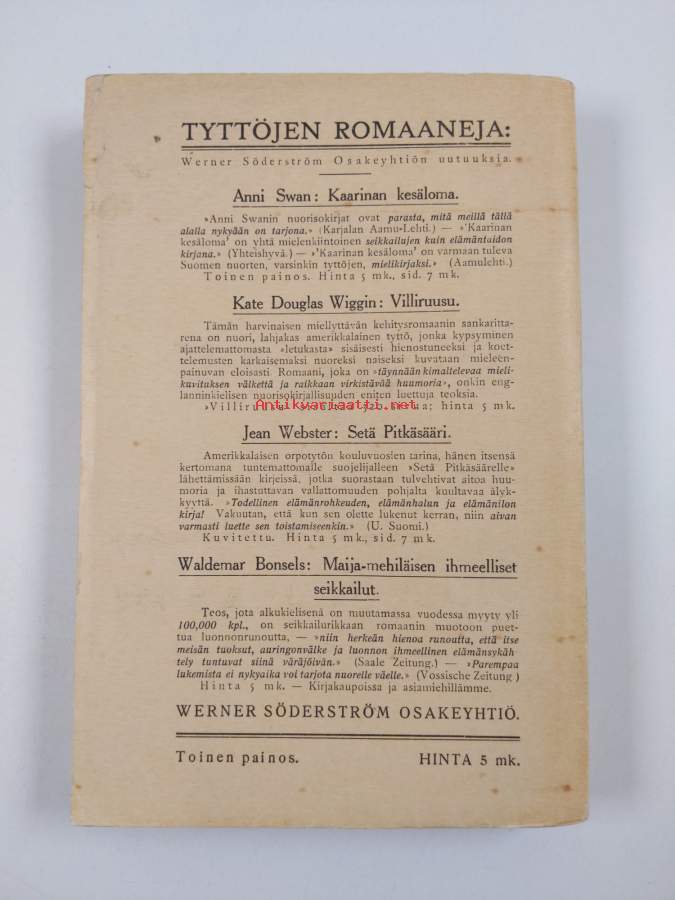 TYTTÖJEN ROMAANEJA:
Werner Söderström Osakeyhtiön uutuuksia.
Anni Swan: Kaarinan kesäloma.
»Anni Swanin nuorisokirjat ovat parasta, mitä meillä tällä
alalla nykyään on tarjona.» (Karjalan Aamu-Lehti.) — »'Kaarinan
kesäloma' on yhtä mielenkiintoinen seikkailujen kuin elämäntaidon
kirjana.» (Yhteishyvä.) — »'Kaarinan kesäloma' on varmaan tuleva
Suomen nuorten, varsinkin tyttöjen, mielikirjaksi.» (Aamulehti.)
Toinen painos. Hinta 5 mk., sid. 7 mk.
Kate Douglas Wiggin: Villiruusu.
Tämän harvinaisen miellyttävän kehitysromaanin sankaritta-
rena on nuori, lahjakas amerikkalainen tyttö, jonka kypsyminen
ajattelemattomasta »letukasta» sisäisesti hienostuneeksi ja koet-
telemusten karkaisemaksi nuoreksi naiseksi kuvataan mieleen-
painuvan eloisasti Romaani, joka on »täynnään kimaltelevaa mieli-
kuvituksen välkettä ja raikkaan virkistävää huumoria», onkin eng-
lanninkielisen nuorisokirjallisuuden eniten luettuja teoksia.
»Villiruusu» hinta 5 mk.
Antikvariaatti.net
Jean Webster: Setä Pitkäsääri.
Amerikkalaisen orpotytön kouluvuosien tarina, hänen itsensä
kertomana tuntemattomalle suojelijalleen »Setä Pitkäsäärelle»
lähettämissään kirjeissä, jotka suorastaan tulvehtivat aitoa huu-
moria ja ihastuttavan vallattomuuden pohjalta kuultavaa älyk-
kyyttä. »Todellinen elämänrohkeuden, elämänhalun ja elämänilon
kirja! Vakuutan, että kun sen olette lukenut kerran, niin aivan
varmasti luette sen toistamiseenkin.» (U. Suomi.)
Kuvitettu. Hinta 5 mk., sid. 7 mk.
Waldemar Bonsels: Maija-mehiläisen ihmeelliset
seikkailut.
Teos, jota alkukielisenä on muutamassa vuodessa myyty yli
100,000 kpl., on seikkailurikkaan romaanin muotoon puet-
tua luonnonrunoutta, — »niin herkeän hienoa runoutta, että itse
meisän tuoksut, auringonvälke ja luonnon ihmeellinen elämänsykäh
tely tuntuvat siinä väräjöivän.» (Saale Zeitung.) — »Parempaa
lukemista ei nykyaika voi tarjota nuorelle väelle.» (Vossische Zeitung)
Hinta 5 mk. — Kirjakaupoissa ja asiamiehillämme.
WERNER SÖDERSTRÖM OSAKEYHTIÖ.
Toinen painos. HINTA 5 mk.